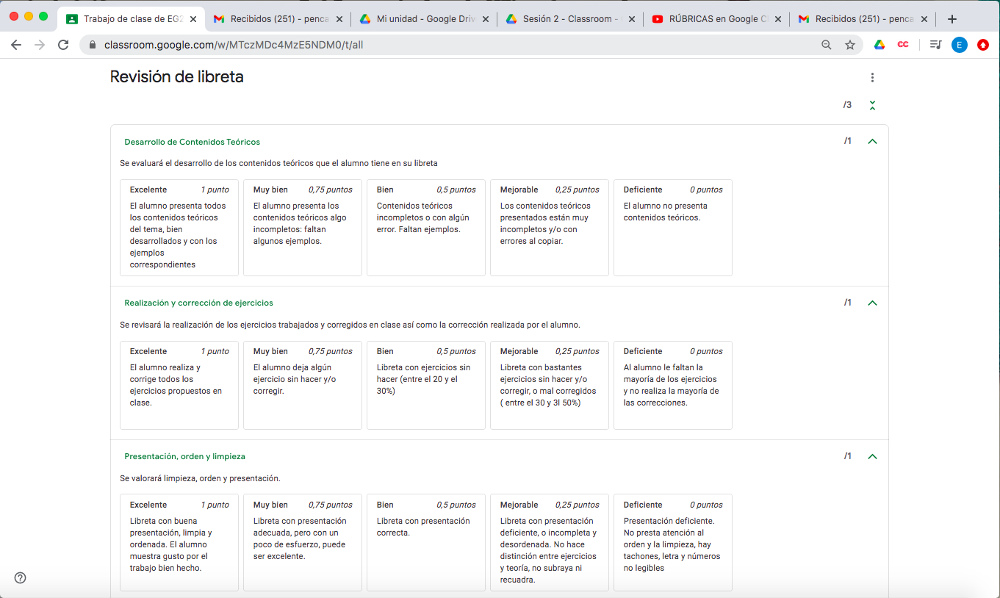 Trabajo de clase de EG2
Recibidos (251) - penca
Mi unidad - Google Driv
Sesión 2 - Classroom -
RÚBRICAS en Google C
Recibidos (251) - penca
classroom.google.com/w/MTczMDc4MzE5NDM0/t/all
CC
E
Revisión de libreta
/3
Desarrollo de Contenidos Teóricos
/1
Se evaluará el desarrollo de los contenidos teóricos que el alumno tiene en su libreta
Excelente 1 punto
El alumno presenta todos
los contenidos teóricos
del tema, bien
desarrollados y con los
ejemplos
correspondientes
Muy bien 0,75 puntos
El alumno presenta los
contenidos teóricos algo
incompletos: faltan
algunos ejemplos.
Bien 0,5 puntos
Contenidos teóricos
incompletos o con algún
error. Faltan ejemplos.
Mejorable 0,25 puntos
Los contenidos teóricos
presentados están muy
incompletos y/o con
errores al copiar.
Deficiente 0 puntos
El alumno no presenta
contenidos teóricos.
Realización y corrección de ejercicios
/1
Se revisará la realización de los ejercicios trabajados y corregidos en clase así como la corrección realizada por el alumno.
Excelente 1 punto
El alumno realiza y
corrige todos los
ejercicios propuestos en
clase.
Muy bien 0,75 puntos
El alumno deja algún
ejercicio sin hacer y/o
corregir.
Bien 0,5 puntos
Libreta con ejercicios sin
hacer (entre el 20 y el
30%)
Mejorable 0,25 puntos
Libreta con bastantes
ejercicios sin hacer y/o
corregir, o mal corregidos
( entre el 30 y 3l 50%)
Deficiente 0 puntos
Al alumno le faltan la
mayoría de los ejercicios
y no realiza la mayoría de
las correcciones.
Presentación, orden y limpieza
/1
Se valorará limpieza, orden y presentación.
Excelente 1 punto
Libreta con buena
presentación, limpia y
ordenada. El alumno
muestra gusto por el
trabajo bien hecho.
Muy bien 0,75 puntos
Libreta con presentación
adecuada, pero con un
poco de esfuerzo, puede
ser excelente.
Bien 0,5 puntos
Libreta con presentación
correcta.
Mejorable 0,25 puntos
Libreta con presentación
deficiente, o incompleta y
desordenada. No hace
distinción entre ejercicios
y teoría, no subraya ni
recuadra.
Deficiente 0 puntos
Presentación deficiente.
No presta atención al
orden y la limpieza, hay
tachones, letra y números
no legibles